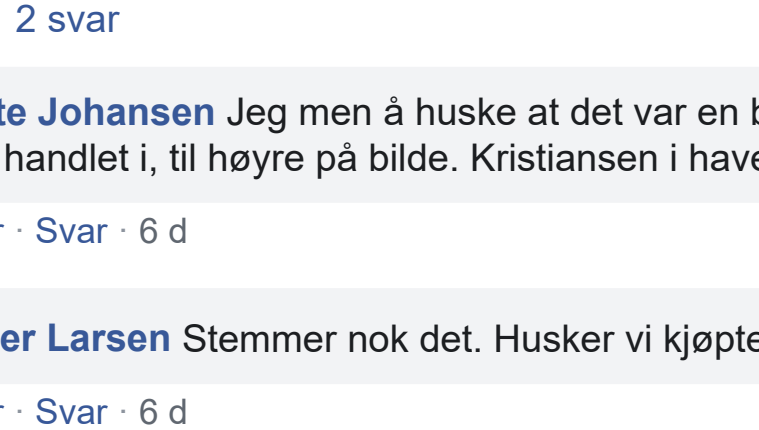 2 svar
te Johansen Jeg men å huske at det var en b
handlet i, til høyre på bilde. Kristiansen i have
r · Svar · 6 d
er Larsen Stemmer nok det. Husker vi kjøpte
r · Svar · 6 d